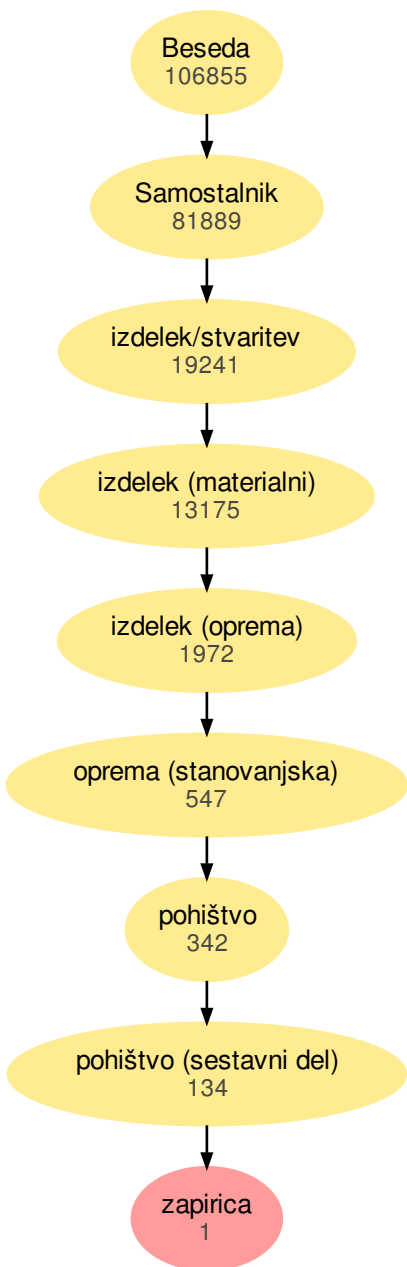 Beseda
106855
Samostalnik
81889
izdelek/stvaritev
19241
izdelek (materialni)
13175
izdelek (oprema)
1972
oprema (stanovanjska)
547
pohištvo
342
pohištvo (sestavni del)
134
zapirica
1